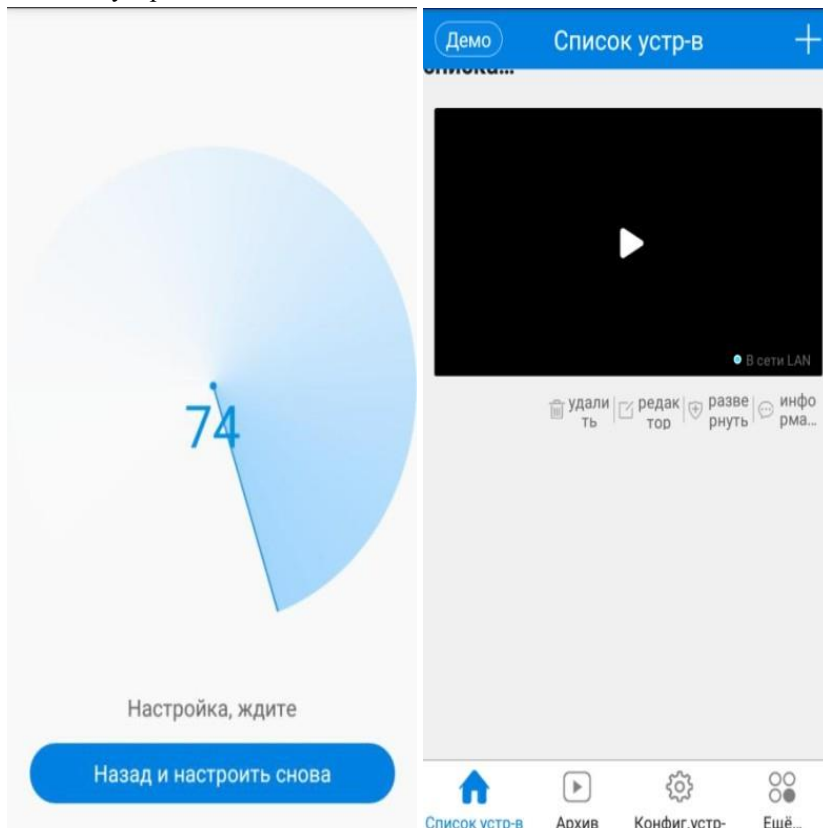 74
Настройка, ждите
Назад и настроить снова
Демо
Список устр-в
В сети LAN
удали
ть
редак
тор
разве
рнуть
инфо
рма...
Список устр-в
Архив
Конфиг.устр-
Ещё...